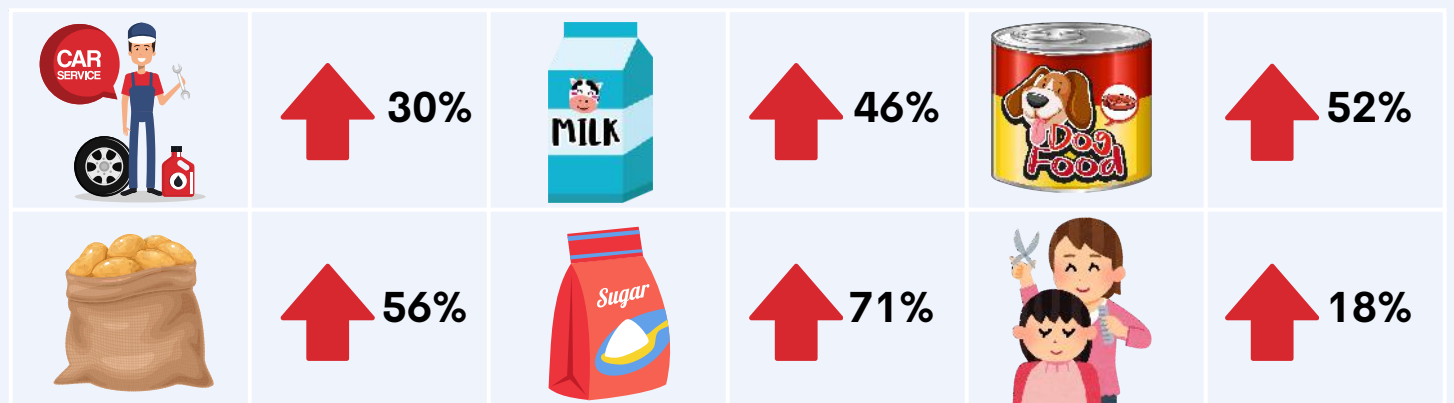 CAR
SERVICE
30%
MILK
46%
Dog
Food
52%
56%
Sugar
71%
18%